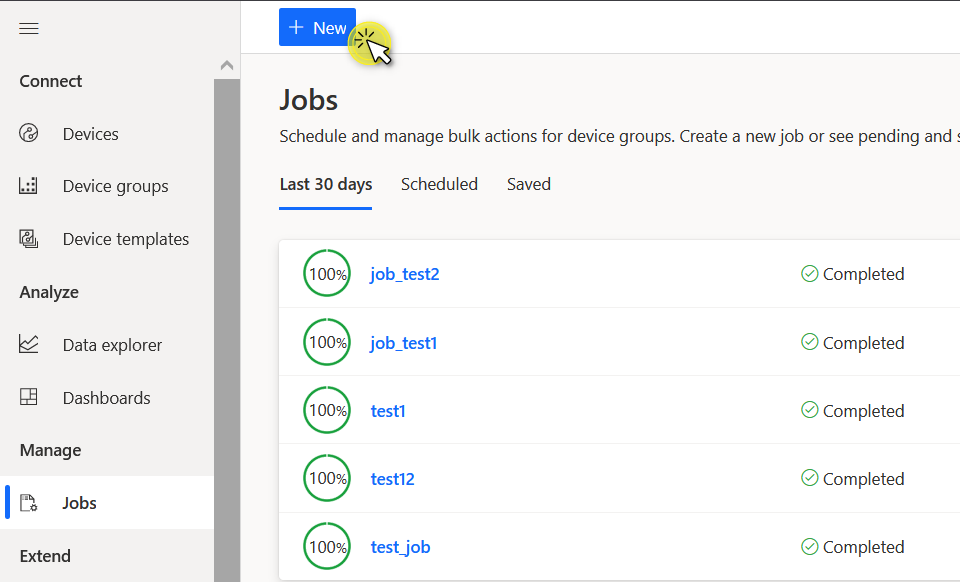 + New
Connect
Devices
Device groups
Device templates
Analyze
Data explorer
Dashboards
Manage
Jobs
Extend
Jobs
Schedule and manage bulk actions for device groups. Create a new job or see pending and
Last 30 days Scheduled Saved
100% job_test2 Completed
100% job_test1 Completed
100% test1 Completed
100% test12 Completed
100% test_job Completed